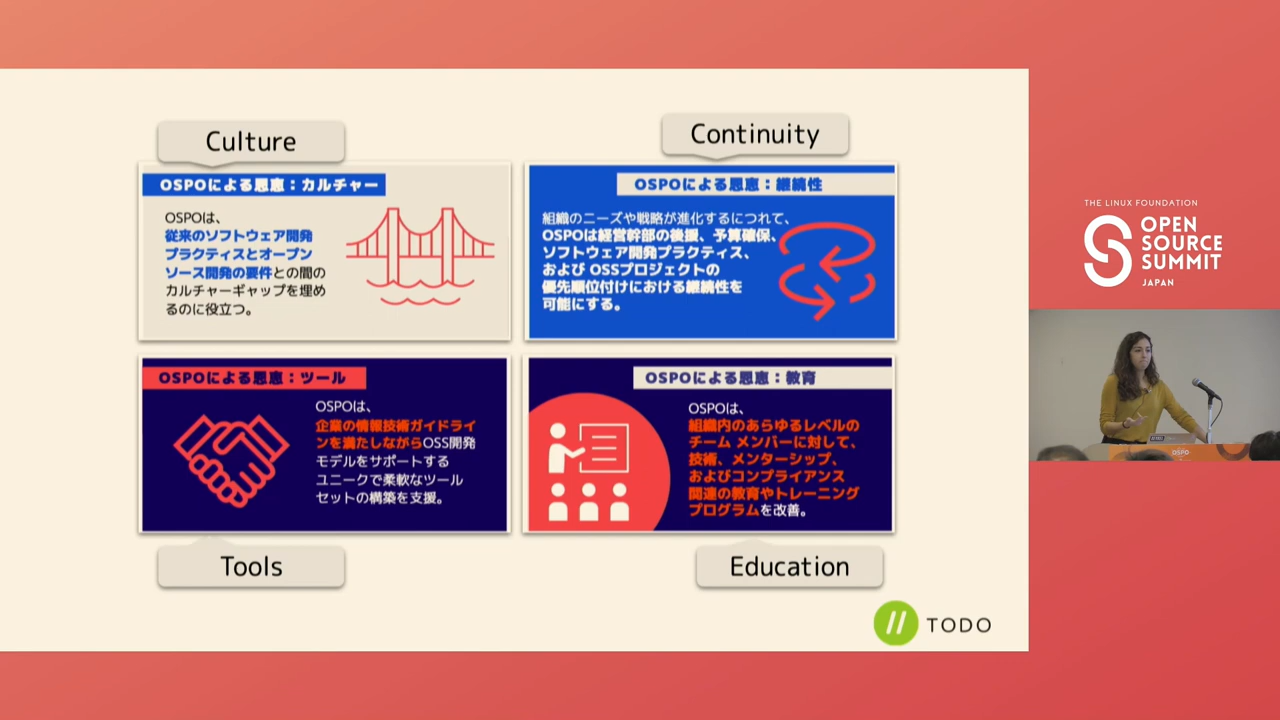 Culture
OSPOによる恩恵：カルチャー
OSPOは、
従来のソフトウェア開発
プラクティスとオープン
ソース開発の要件との間の
カルチャーギャップを埋め
るのに役立つ。
Continuity
OSPOによる恩恵：継続性
組織のニーズや戦略が進化するにつれて、
OSPOは経営幹部の後援、予算確保、
ソフトウェア開発プラクティス、
および OSSプロジェクトの
優先順位付けにおける継続性を
可能にする。
OSPOによる恩恵：ツール
OSPOは、
企業の情報技術ガイドライ
ンを満たしながらOSS開発
モデルをサポートする
ユニークで柔軟なツール
セットの構築を支援。
Tools
OSPOによる恩恵：教育
OSPOは、
組織内のあらゆるレベルの
チーム メンバーに対して、
技術、メンターシップ、
およびコンプライアンス
関連の教育やトレーニング
プログラムを改善。
Education
TODO
THE LINUX FOUNDATION
OPEN
SOURCE
SUMMIT
JAPAN
OSPO